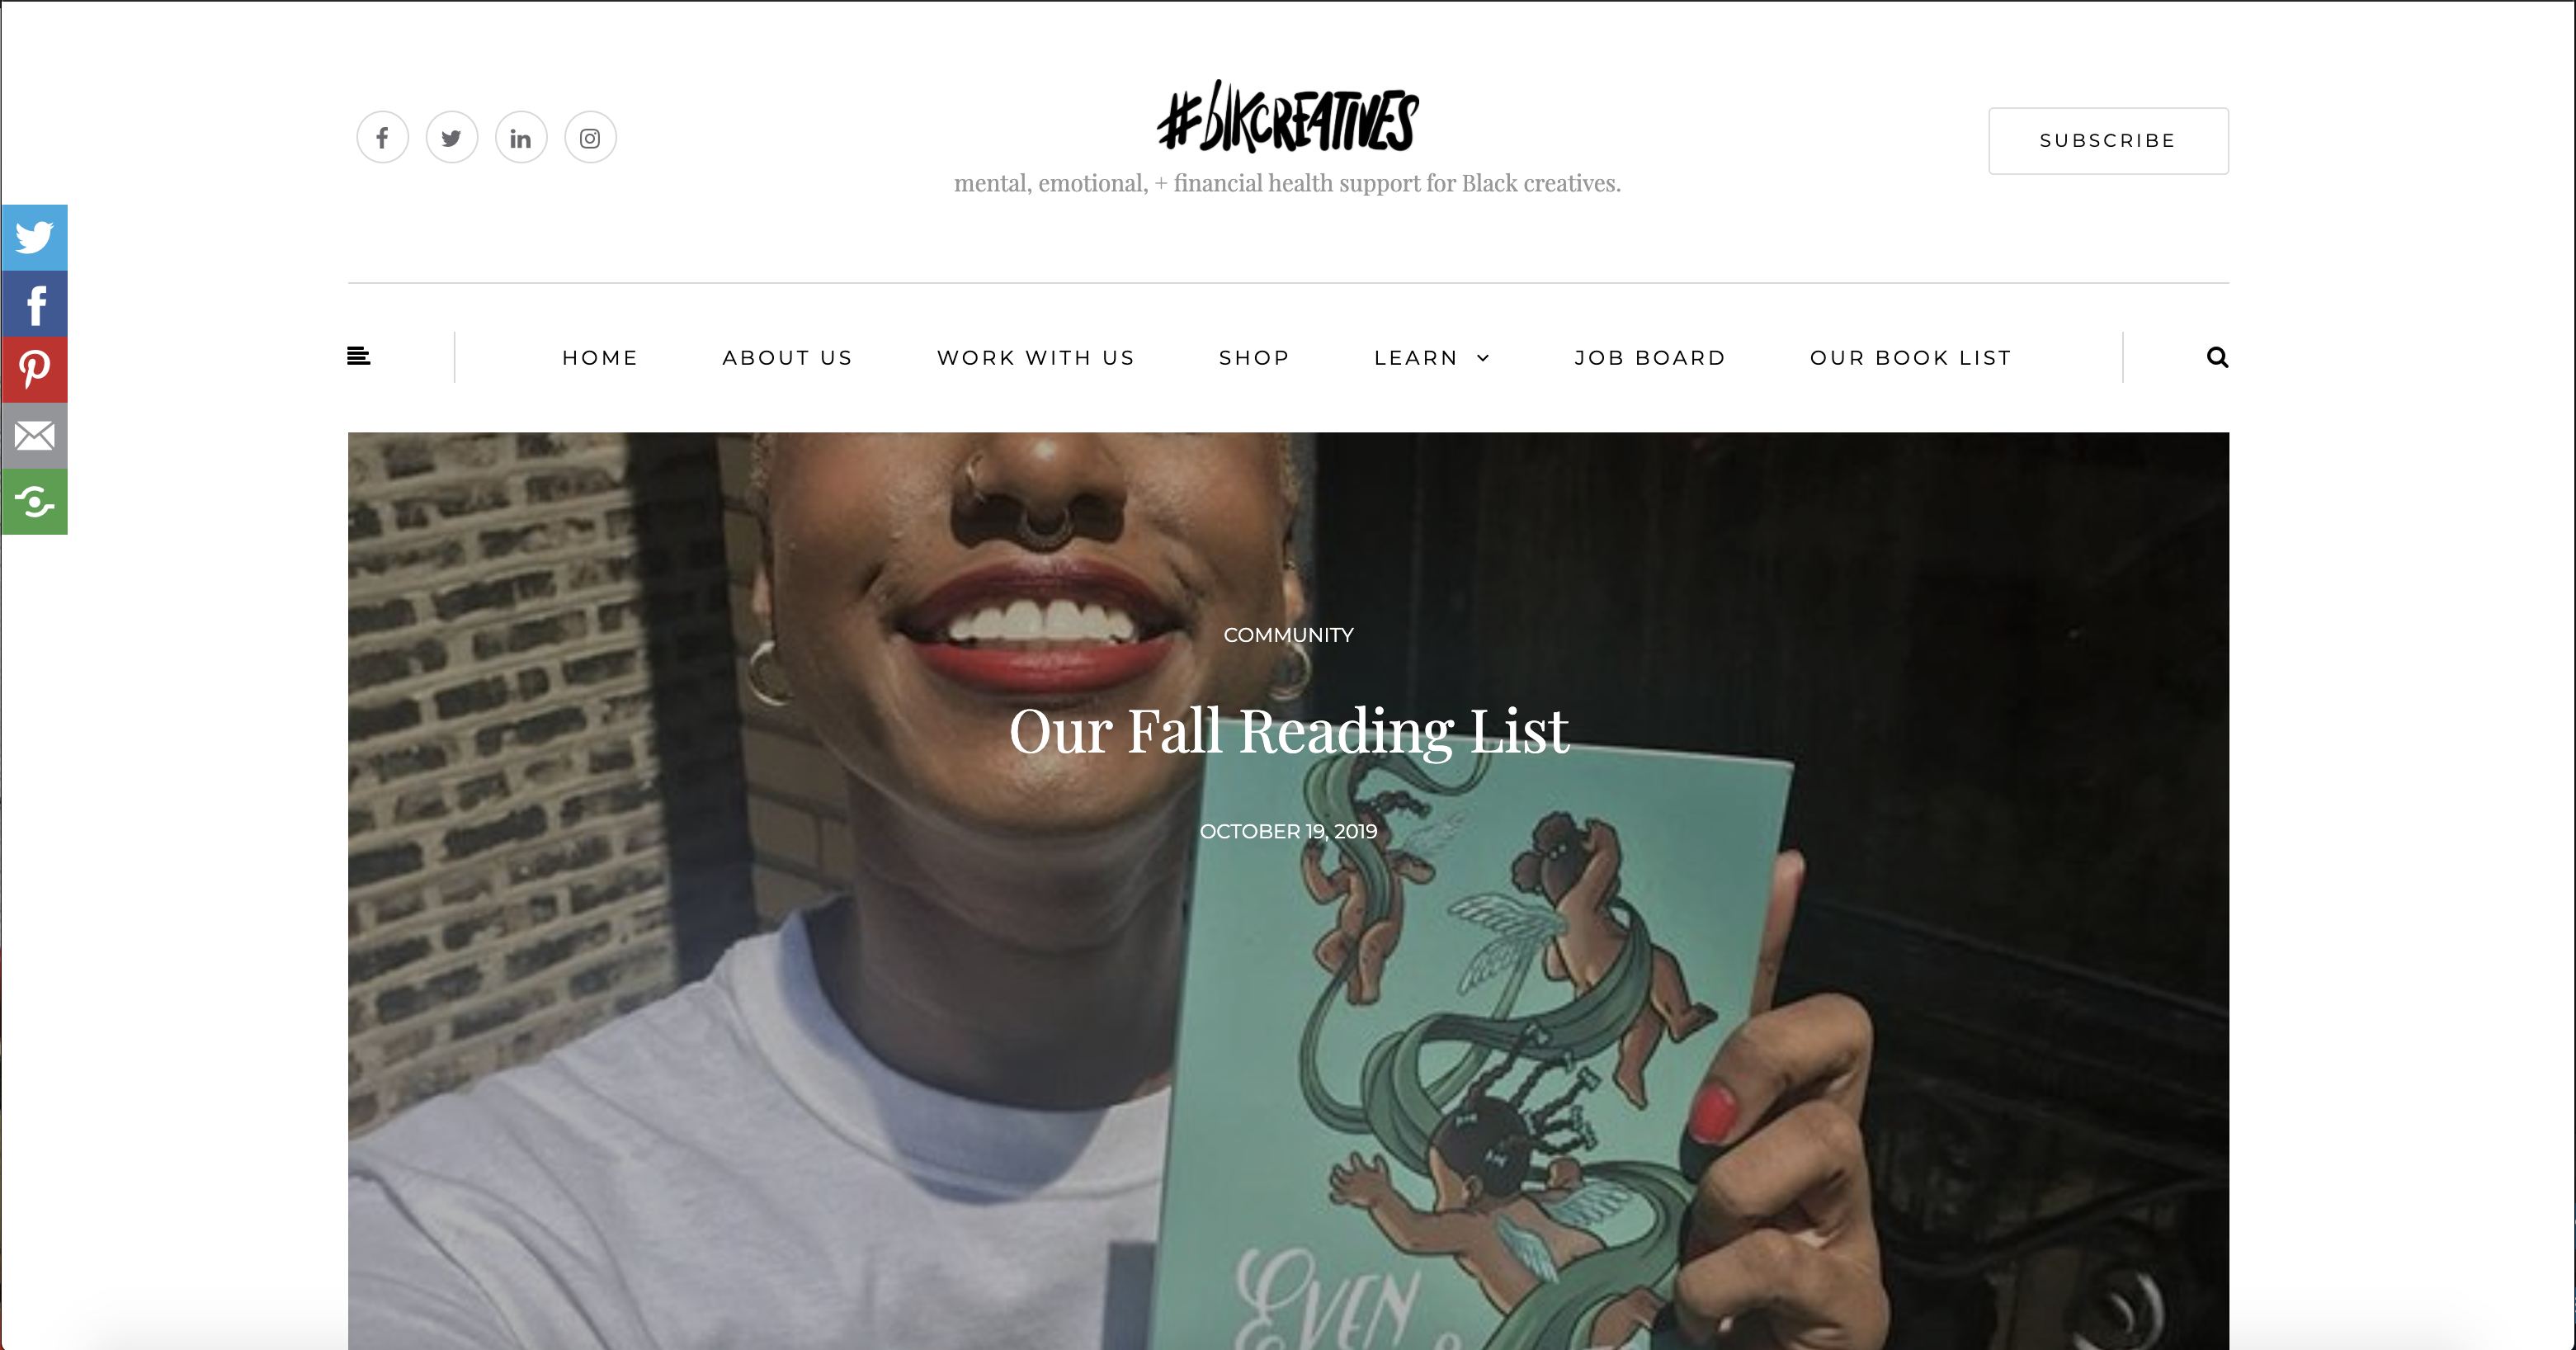 #blkCREATIVES
mental, emotional, + financial health support for Black creatives.
SUBSCRIBE
HOME
ABOUT US
WORK WITH US
SHOP
LEARN
JOB BOARD
OUR BOOK LIST
COMMUNITY
Our Fall Reading List
OCTOBER 19, 2019
EVEN